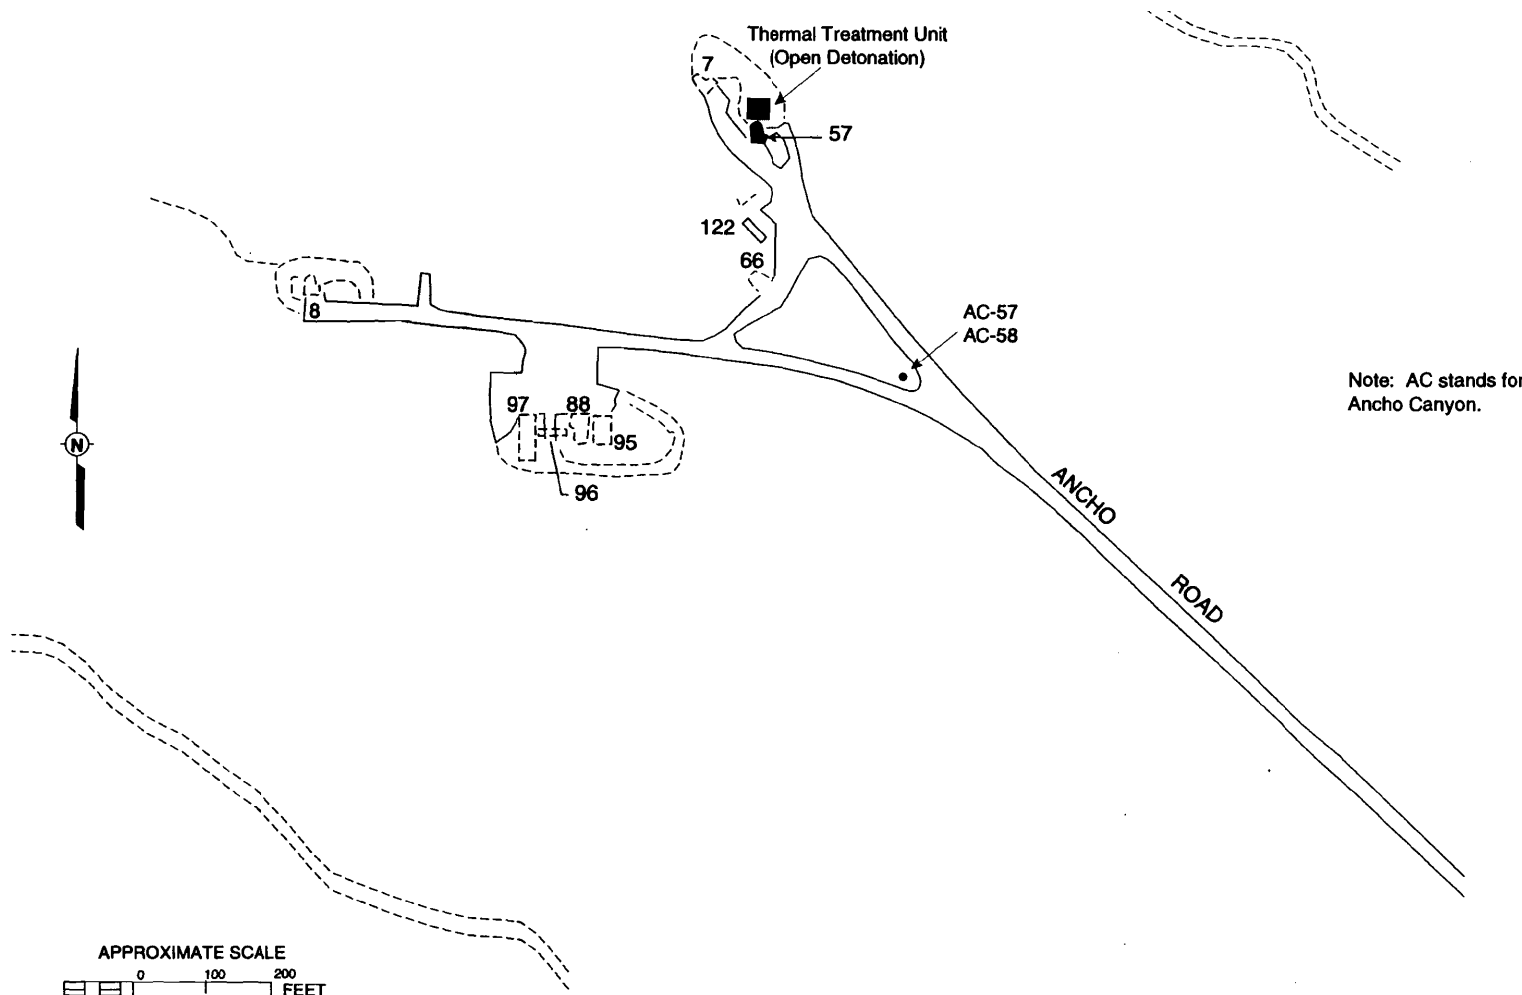 Thermal Treatment Unit
(Open Detonation)
7
57
122
66
8
AC-57
AC-58
Note: AC stands for
Ancho Canyon.
97
88
95
N
96
ANCHO
ROAD
APPROXIMATE SCALE
0 100 200
FEET